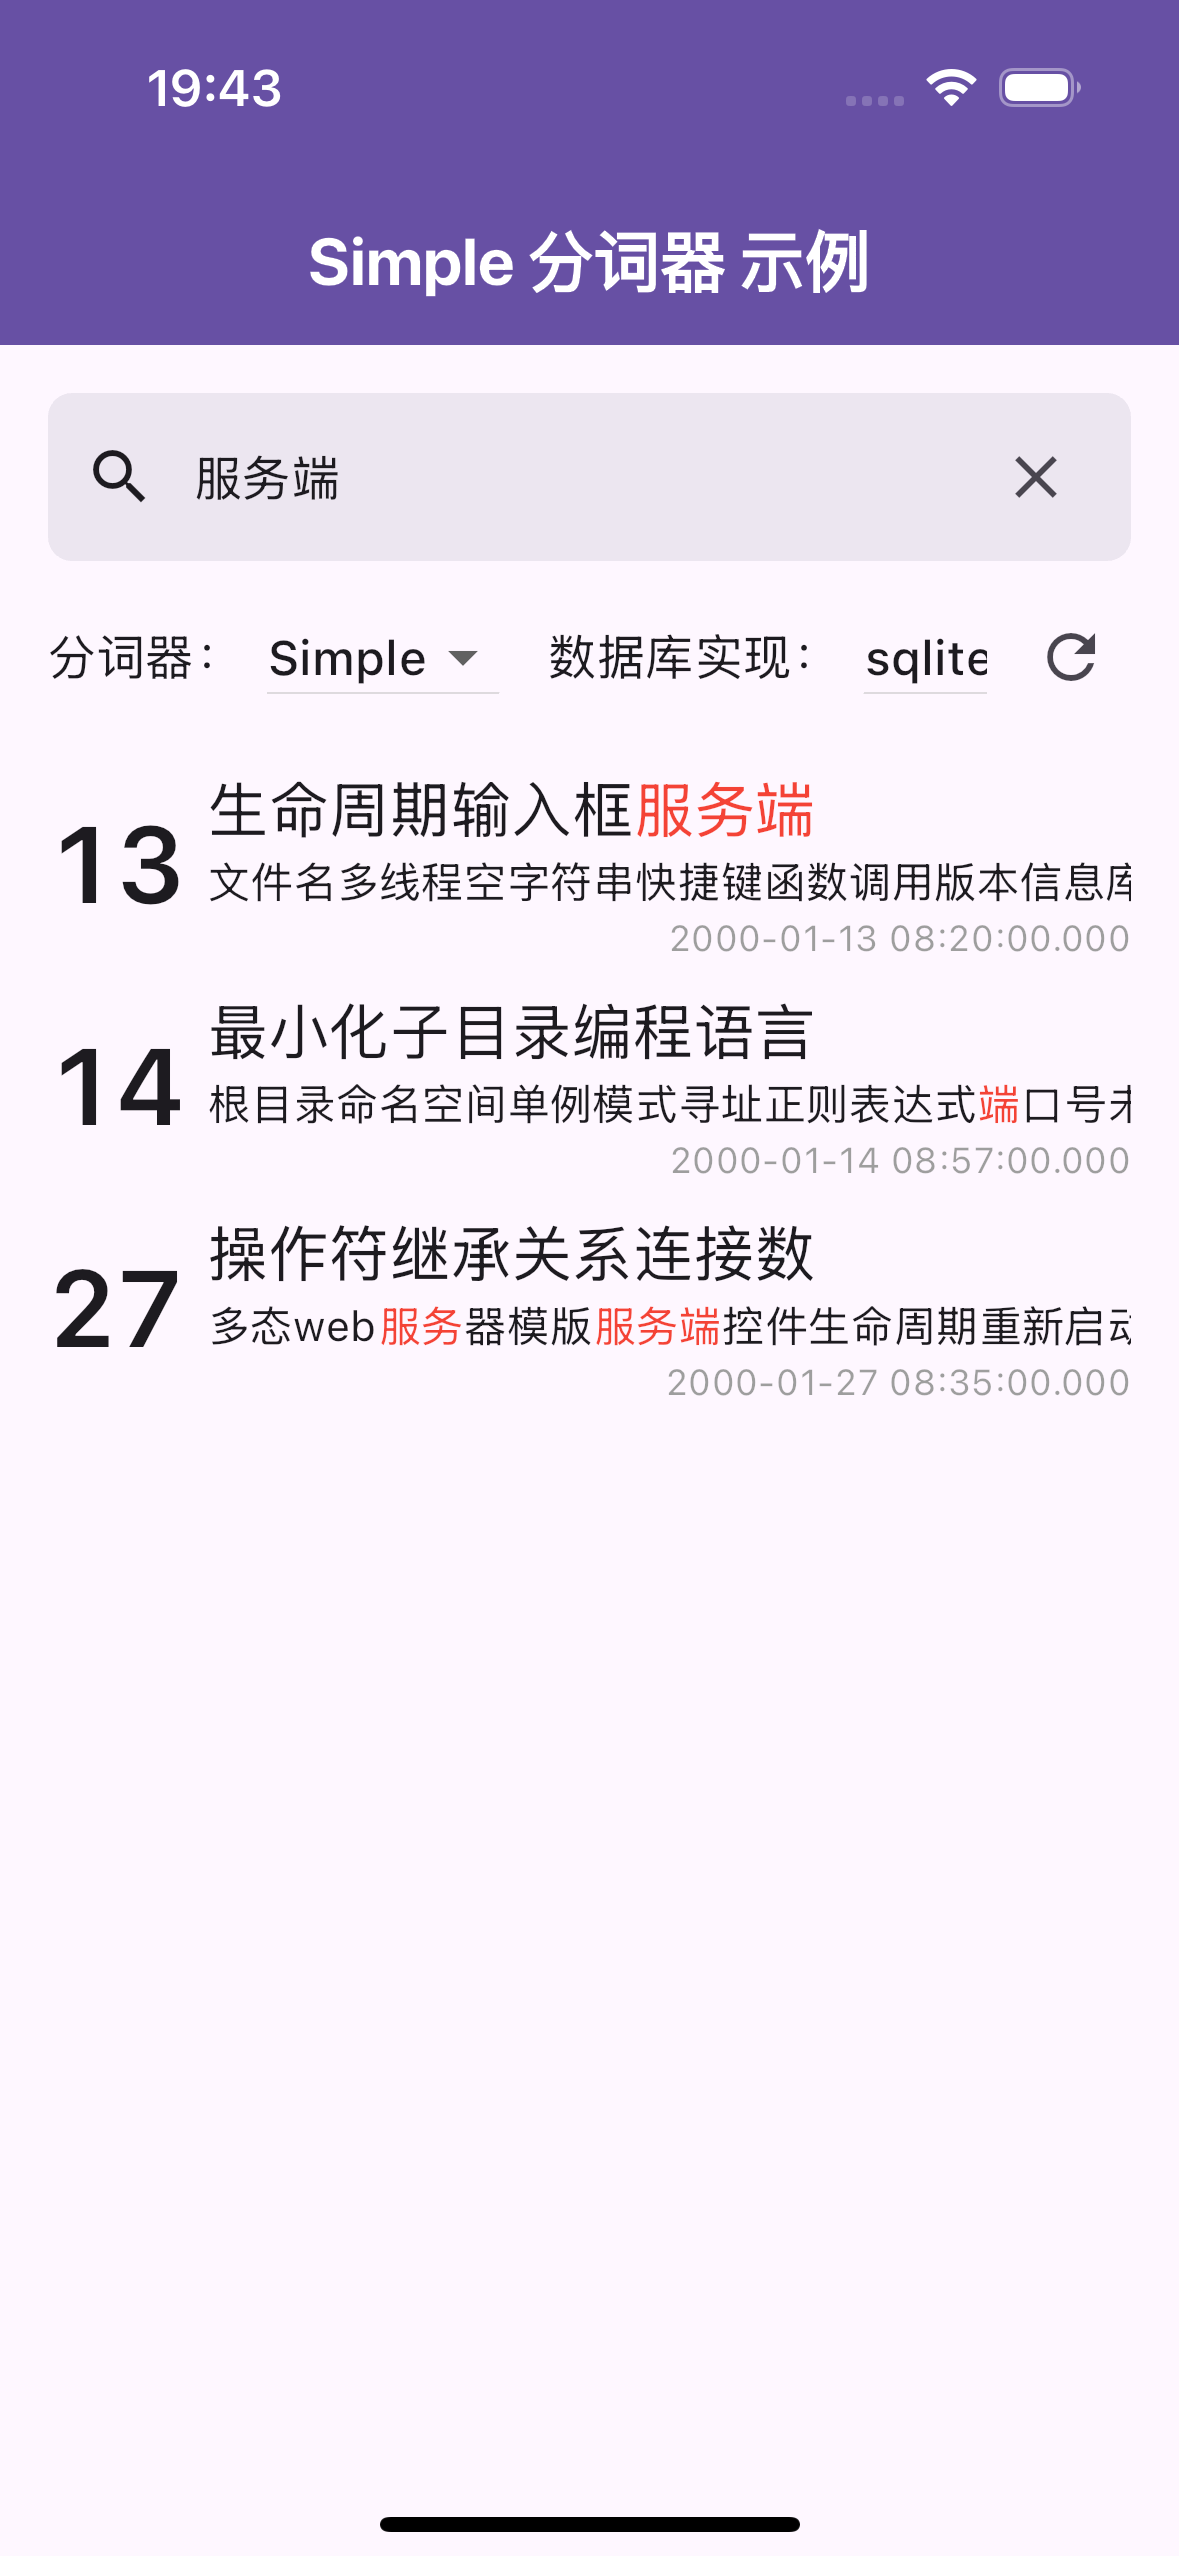 19:43
Simple 分词器 示例
服务端
分词器： Simple 数据库实现： sqlite
13
生命周期输入框服务端
文件名多线程空字符串快捷键函数调用版本信息库
2000-01-13 08:20:00.000
14
最小化子目录编程语言
根目录命名空间单例模式寻址正则表达式端口号
2000-01-14 08:57:00.000
27
操作符继承关系连接数
多态web服务器模版服务端控件生命周期重新启动
2000-01-27 08:35:00.000